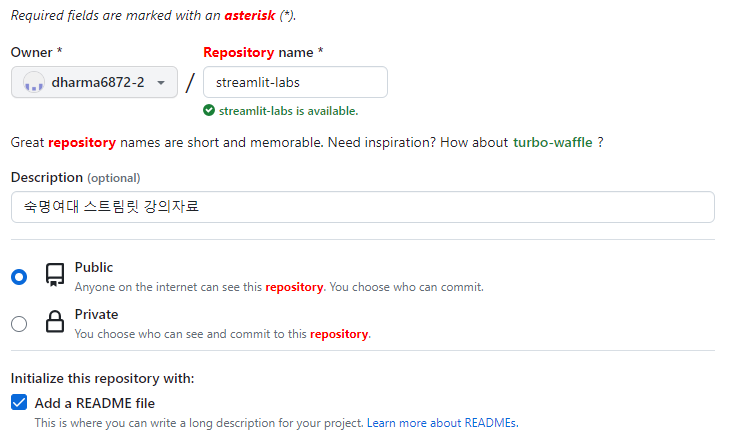 Required fields are marked with an asterisk (*).
Owner * Repository name *
dharma6872-2 / streamlit-labs
streamlit-labs is available.
Great repository names are short and memorable. Need inspiration? How about turbo-waffle ?
Description (optional)
숙명여대 스트림릿 강의자료
Public
Anyone on the internet can see this repository. You choose who can commit.
Private
You choose who can see and commit to this repository.
Initialize this repository with:
Add a README file
This is where you can write a long description for your project. Learn more about READMEs.